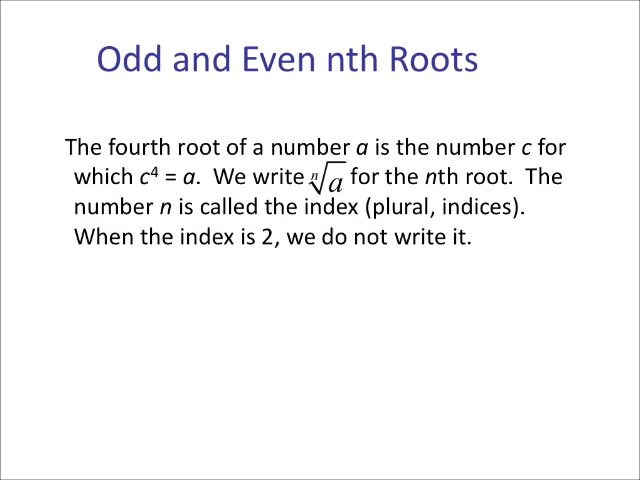 Odd and Even nth Roots
The fourth root of a number a is the number c for
which c⁴ = a.  We write ⁿ√a for the nth root.  The
number n is called the index (plural, indices).
When the index is 2, we do not write it.